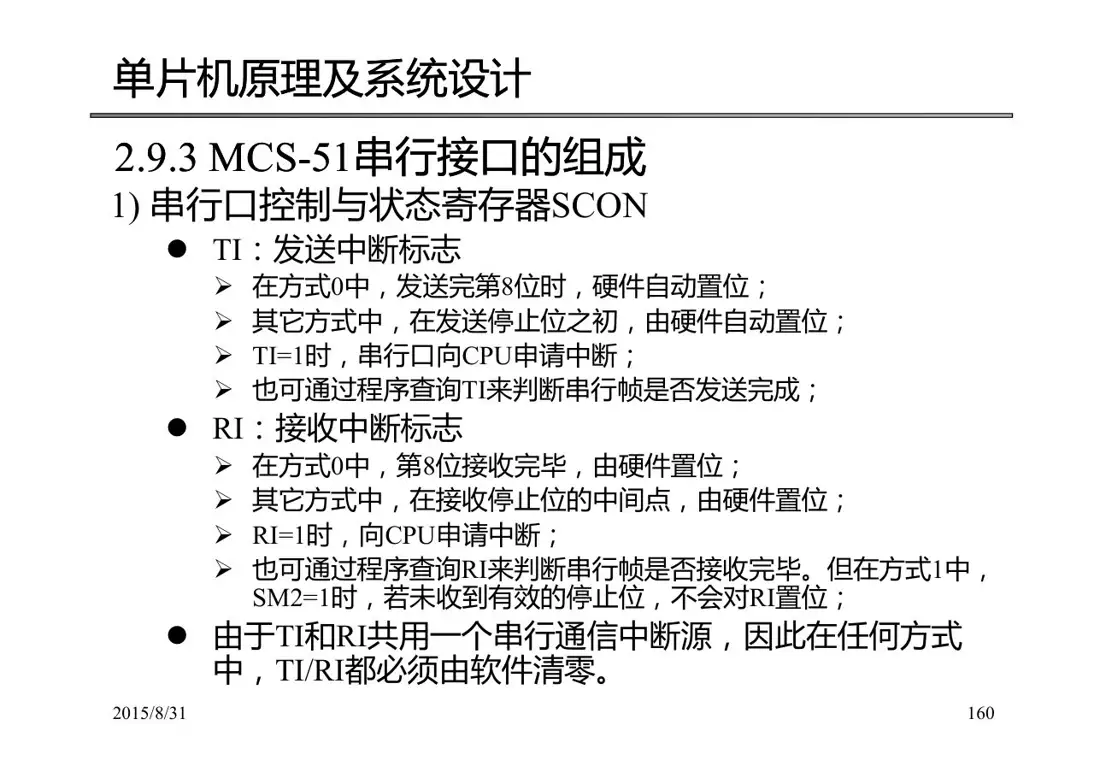 单片机原理及系统设计
2.9.3 MCS-51串行接口的组成
1) 串行口控制与状态寄存器SCON
● TI：发送中断标志
➢ 在方式0中，发送完第8位时，硬件自动置位；
➢ 其它方式中，在发送停止位之初，由硬件自动置位；
➢ TI=1时，串行口向CPU申请中断；
➢ 也可通过程序查询TI来判断串行帧是否发送完成；
● RI：接收中断标志
➢ 在方式0中，第8位接收完毕，由硬件置位；
➢ 其它方式中，在接收停止位的中间点，由硬件置位；
➢ RI=1时，向CPU申请中断；
➢ 也可通过程序查询RI来判断串行帧是否接收完毕。但在方式1中，
SM2=1时，若未收到有效的停止位，不会对RI置位；
● 由于TI和RI共用一个串行通信中断源，因此在任何方式
中，TI/RI都必须由软件清零。
2015/8/31
160